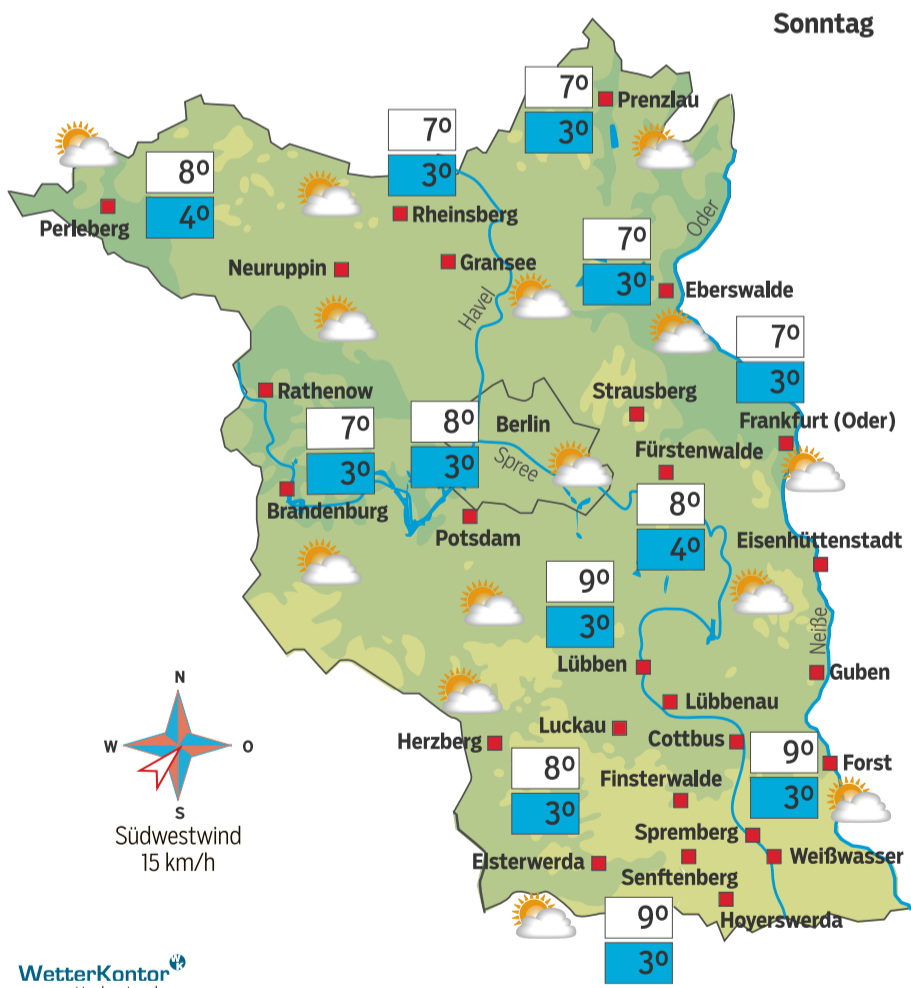 Sonntag
7°
Prenzlau
3°
7°
3°
8°
4°
Perleberg
Rheinsberg
Oder
7°
3°
Neuruppin
Gransee
Eberswalde
Havel
7°
3°
Rathenow
Strausberg
7°
3°
8°
3°
Berlin
Frankfurt (Oder)
Spree
Fürstenwalde
Brandenburg
Potsdam
8°
4°
Eisenhüttenstadt
9°
3°
Neiße
Lübben
Guben
Lübbenau
Luckau
Herzberg
Cottbus
9°
3°
Forst
8°
3°
Finsterwalde
Spremberg
Weißwasser
Elsterwerda
Senftenberg
Hoyerswerda
9°
3°
N
W
O
S
Südwestwind
15 km/h
WetterKontor
wk